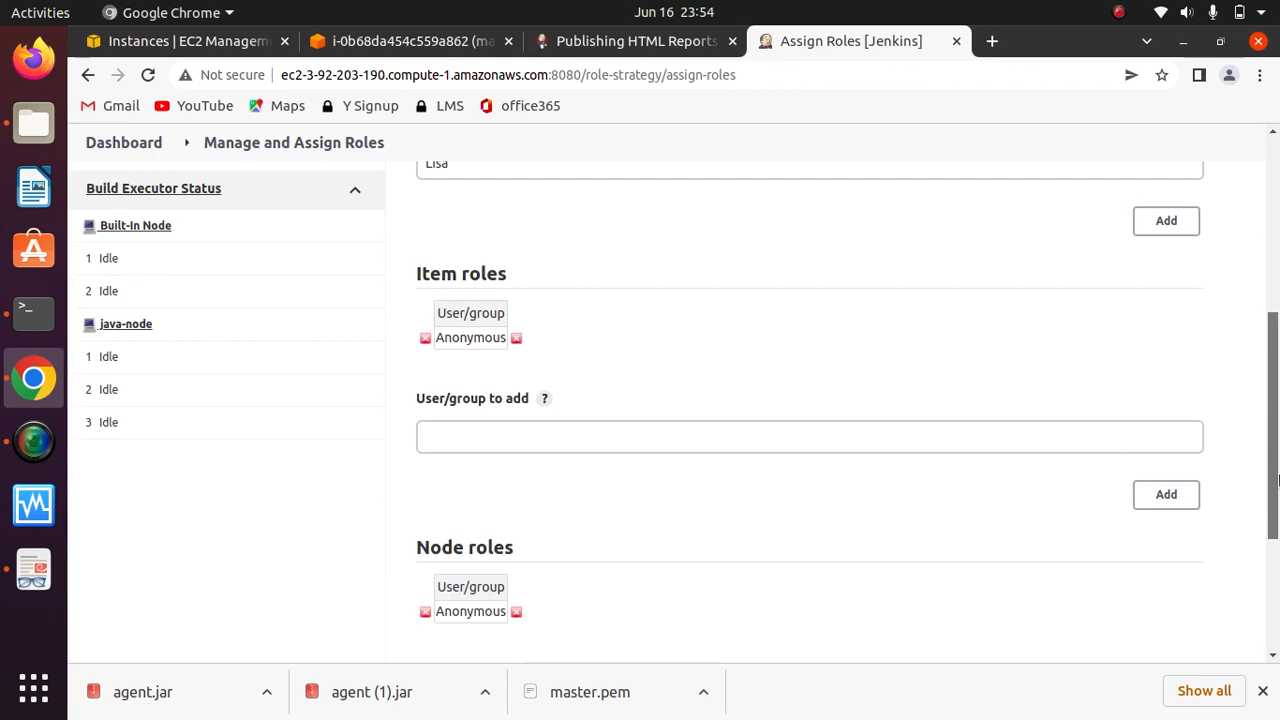 Activities
Google Chrome
Jun 16 23:54
Instances | EC2 Managem
i-0b68da454c559a862 (ma
Publishing HTML Reports
Assign Roles [Jenkins]
Not secure
ec2-3-92-203-190.compute-1.amazonaws.com:8080/role-strategy/assign-roles
Gmail
YouTube
Maps
Y Signup
LMS
office365
Dashboard
Manage and Assign Roles
Build Executor Status
Built-In Node
1 Idle
2 Idle
java-node
1 Idle
2 Idle
3 Idle
Lisa
Add
Item roles
User/group
Anonymous
User/group to add ?
Add
Node roles
User/group
Anonymous
agent.jar
agent (1).jar
master.pem
Show all